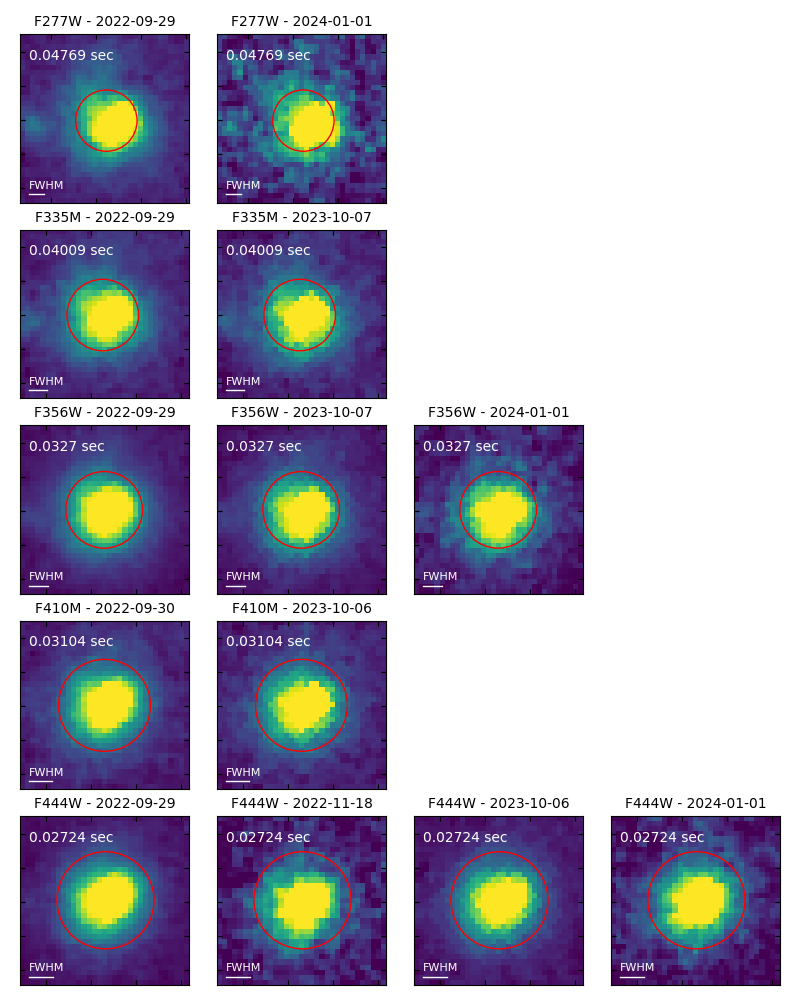 F277W - 2022-09-29
0.04769 sec
FWHM
F277W - 2024-01-01
0.04769 sec
FWHM
F335M - 2022-09-29
0.04009 sec
FWHM
F335M - 2023-10-07
0.04009 sec
FWHM
F356W - 2022-09-29
0.0327 sec
FWHM
F356W - 2023-10-07
0.0327 sec
FWHM
F356W - 2024-01-01
0.0327 sec
FWHM
F410M - 2022-09-30
0.03104 sec
FWHM
F410M - 2023-10-06
0.03104 sec
FWHM
F444W - 2022-09-29
0.02724 sec
FWHM
F444W - 2022-11-18
0.02724 sec
FWHM
F444W - 2023-10-06
0.02724 sec
FWHM
F444W - 2024-01-01
0.02724 sec
FWHM